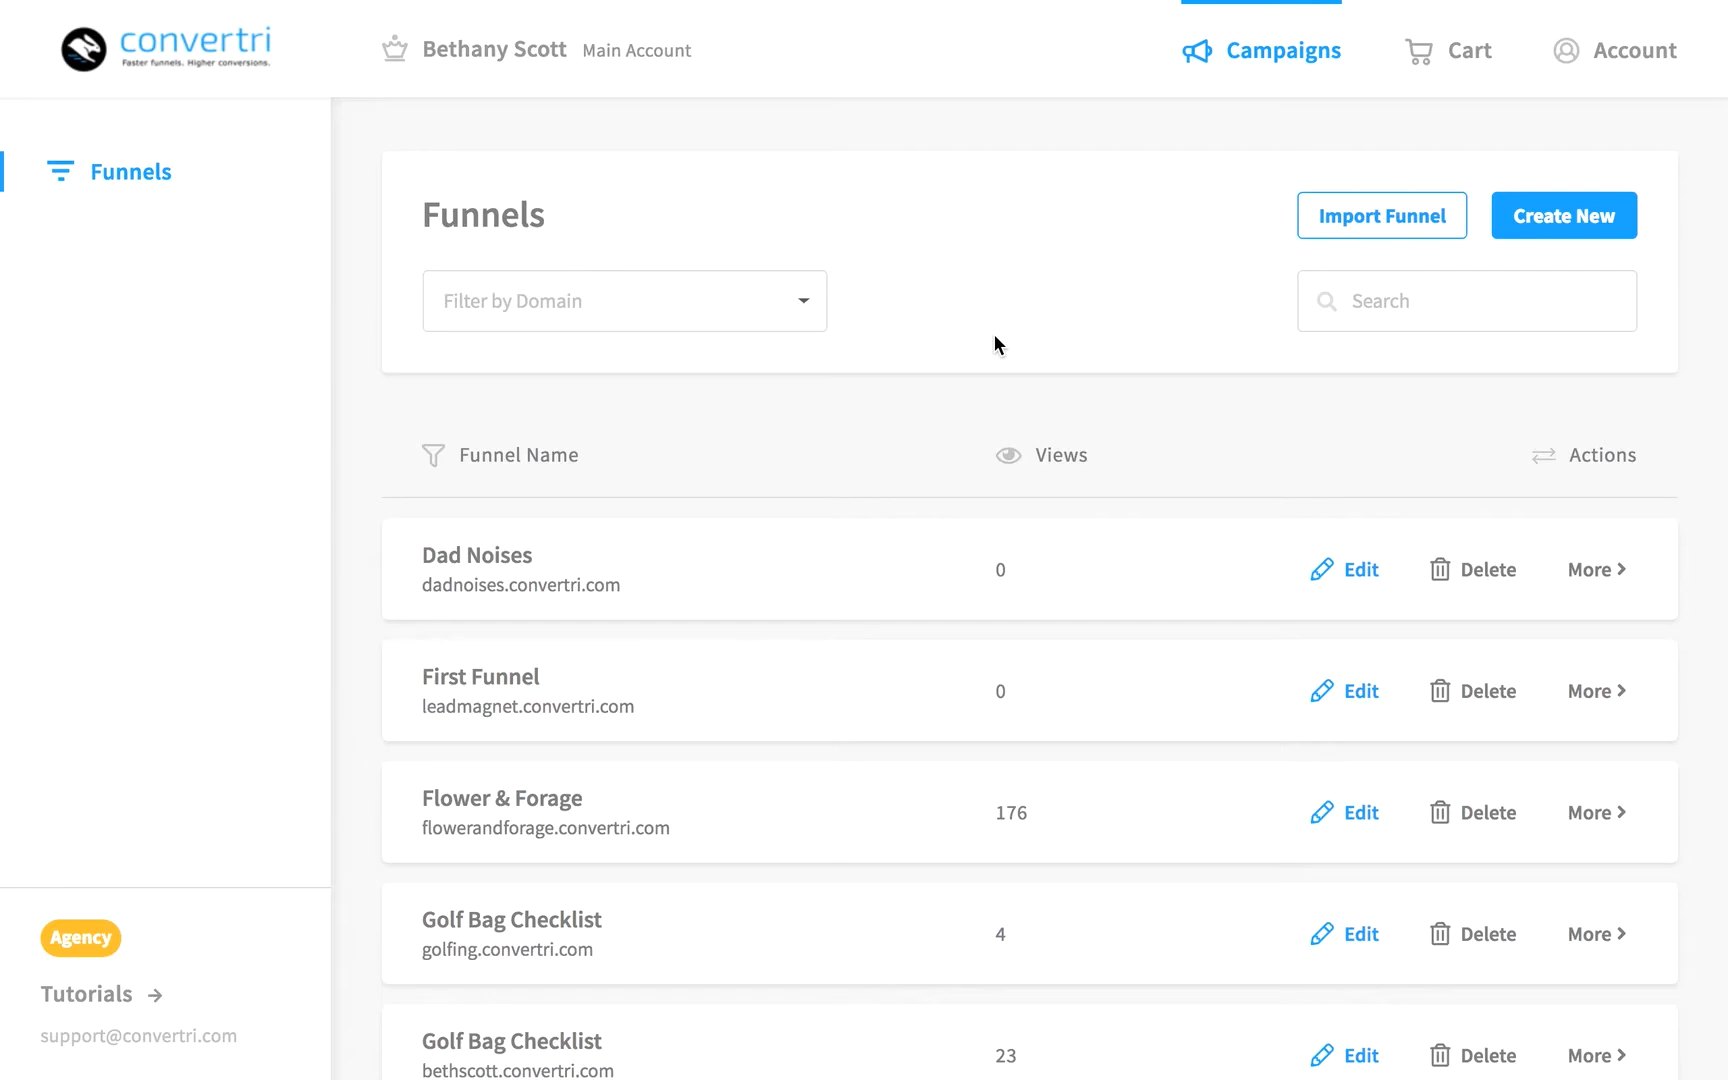 convertri
Faster funnels. Higher conversions.
Bethany Scott Main Account
Campaigns
Cart
Account
Funnels
Funnels
Import Funnel
Create New
Filter by Domain
Search
Funnel Name
Views
Actions
Dad Noises
dadnoises.convertri.com
0
Edit
Delete
More
First Funnel
leadmagnet.convertri.com
0
Edit
Delete
More
Flower & Forage
flowerandforage.convertri.com
176
Edit
Delete
More
Golf Bag Checklist
golfing.convertri.com
4
Edit
Delete
More
Golf Bag Checklist
bethscott.convertri.com
23
Edit
Delete
More
Agency
Tutorials
support@convertri.com